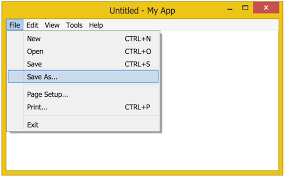 Untitled - My App
File Edit View Tools Help
New CTRL+N
Open CTRL+O
Save CTRL+S
Save As...
Page Setup...
Print... CTRL+P
Exit